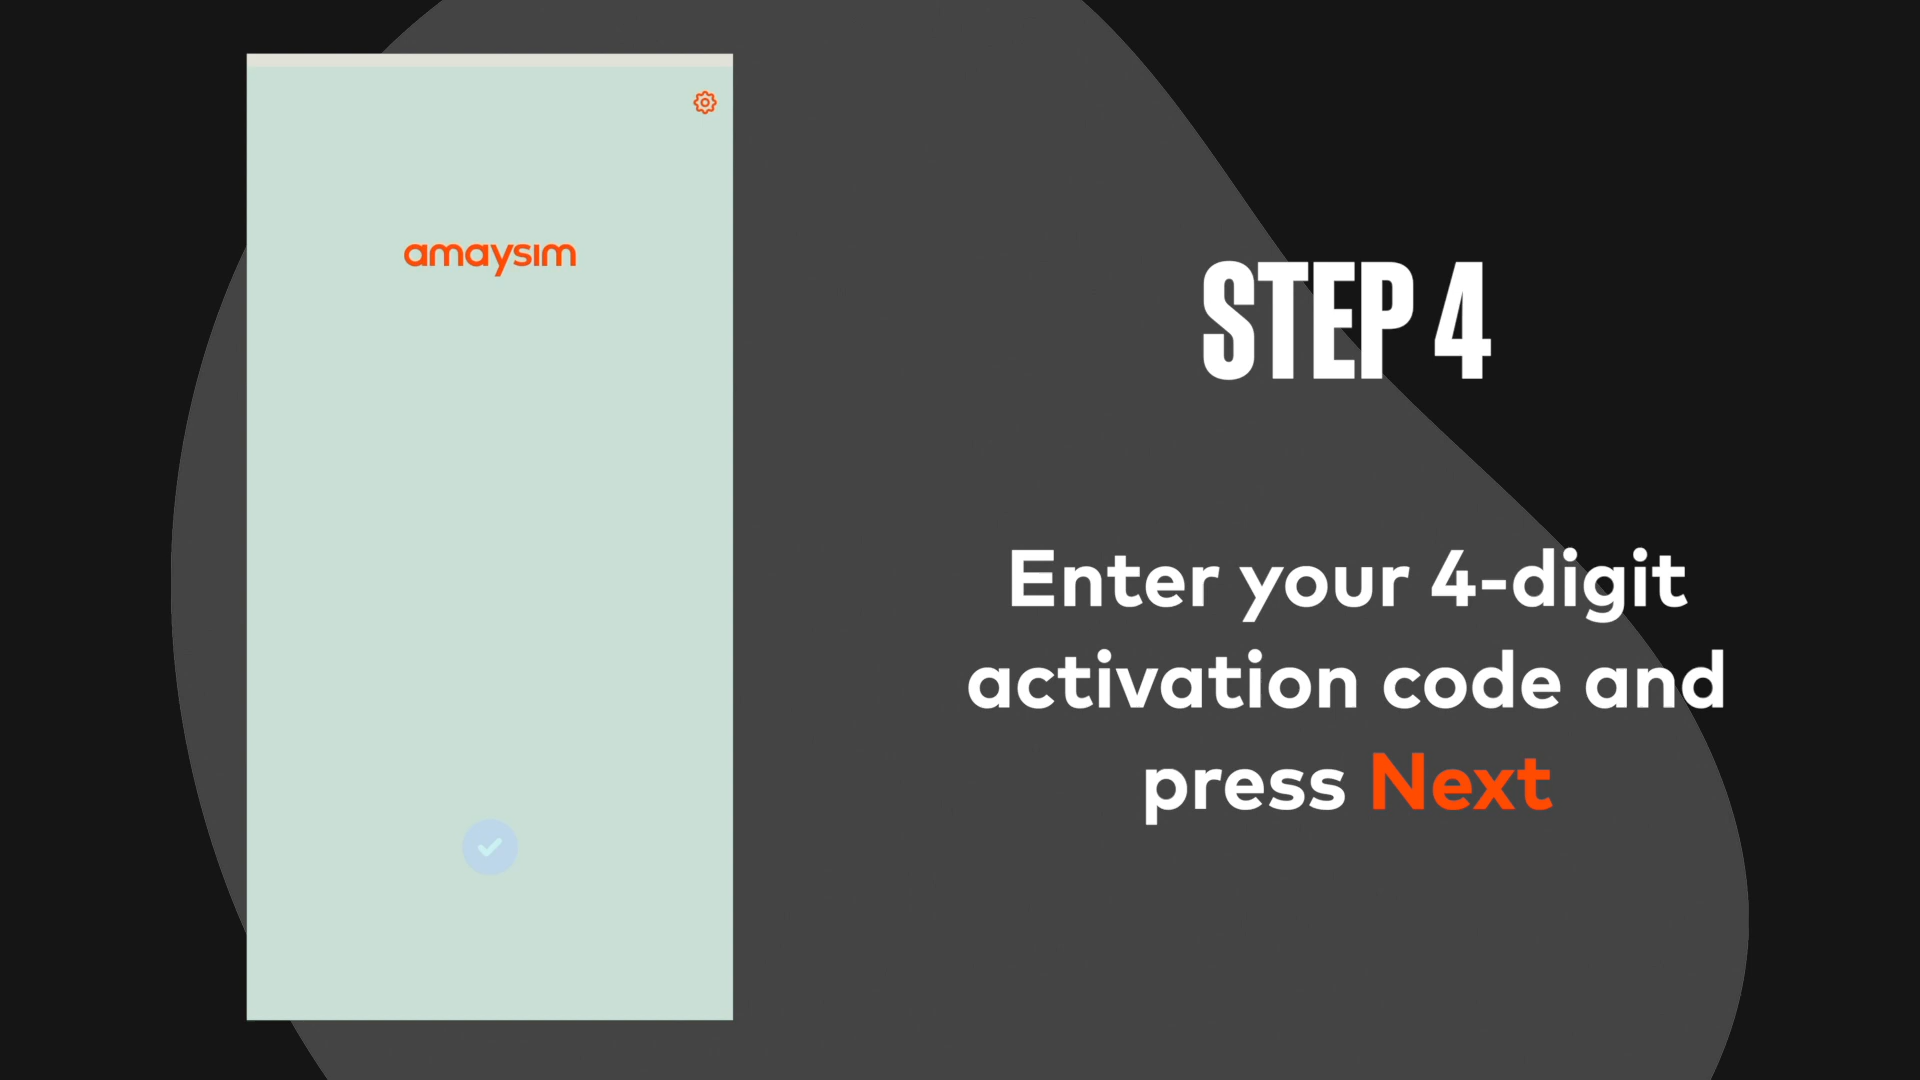 amaysim
STEP 4
Enter your 4-digit
activation code and
press Next